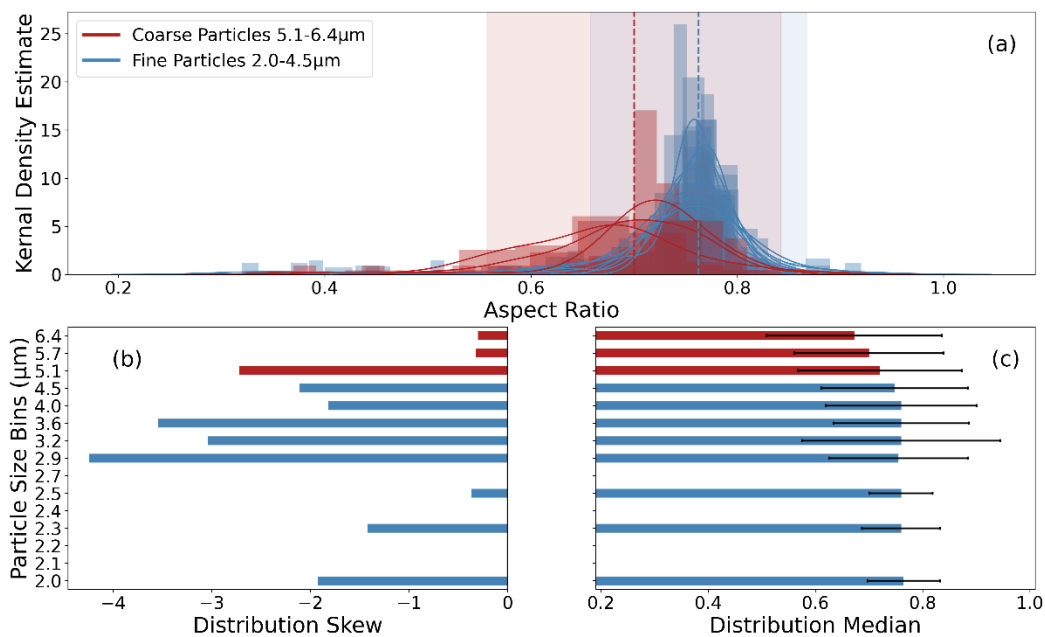 Kernal Density Estimate
25
20
15
10
5
0
Coarse Particles 5.1-6.4μm
Fine Particles 2.0-4.5μm
(a)
0.2 0.4 0.6 0.8 1.0
Aspect Ratio
Particle Size Bins (μm)
6.4
5.7
5.1
4.5
4.0
3.6
3.2
2.9
2.7
2.5
2.4
2.3
2.2
2.1
2.0
(b)
−4 −3 −2 −1 0
Distribution Skew
(c)
0.2 0.4 0.6 0.8 1.0
Distribution Median